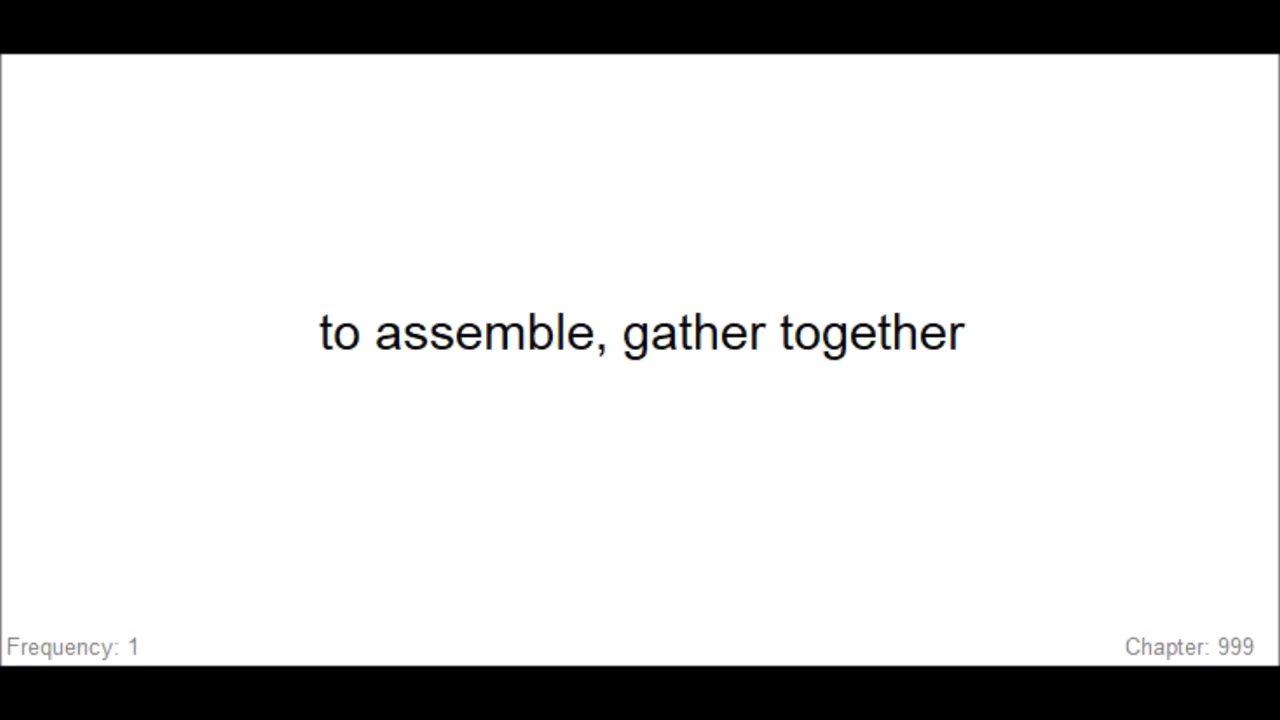 to assemble, gather together
Frequency: 1
Chapter: 999